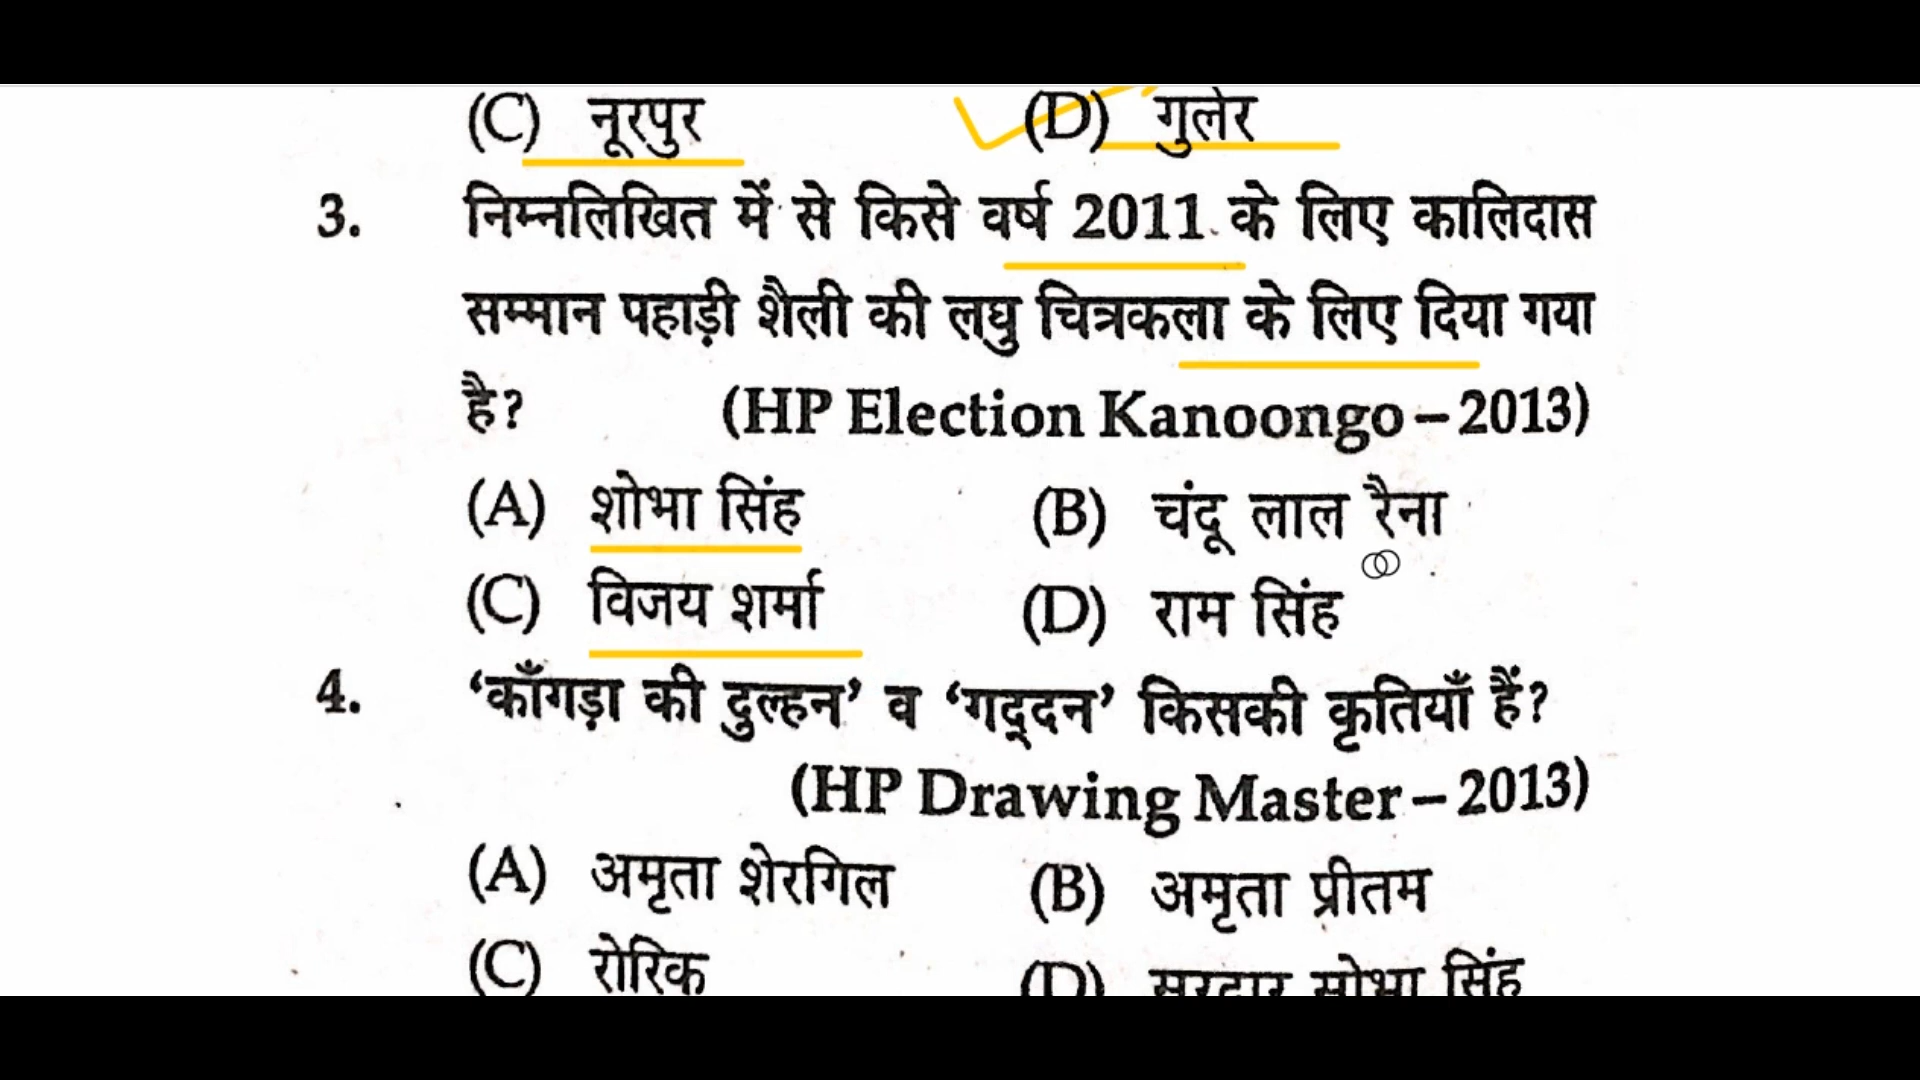 (C) नूरपुर (D) गुलेर
3. निम्नलिखित में से किसे वर्ष 2011 के लिए कालिदास
सम्मान पहाड़ी शैली की लघु चित्रकला के लिए दिया गया
है? (HP Election Kanoongo – 2013)
(A) शोभा सिंह (B) चंदू लाल रैना
(C) विजय शर्मा (D) राम सिंह
4. 'काँगड़ा की दुल्हन' व 'गद्दन' किसकी कृतियाँ हैं?
(HP Drawing Master – 2013)
(A) अमृता शेरगिल (B) अमृता प्रीतम
(C) रोरिक (D) सरदार सोभा सिंह